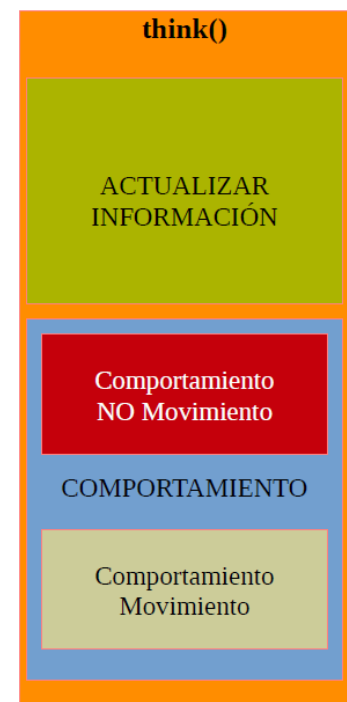 think()
ACTUALIZAR
INFORMACIÓN
Comportamiento
NO Movimiento
COMPORTAMIENTO
Comportamiento
Movimiento